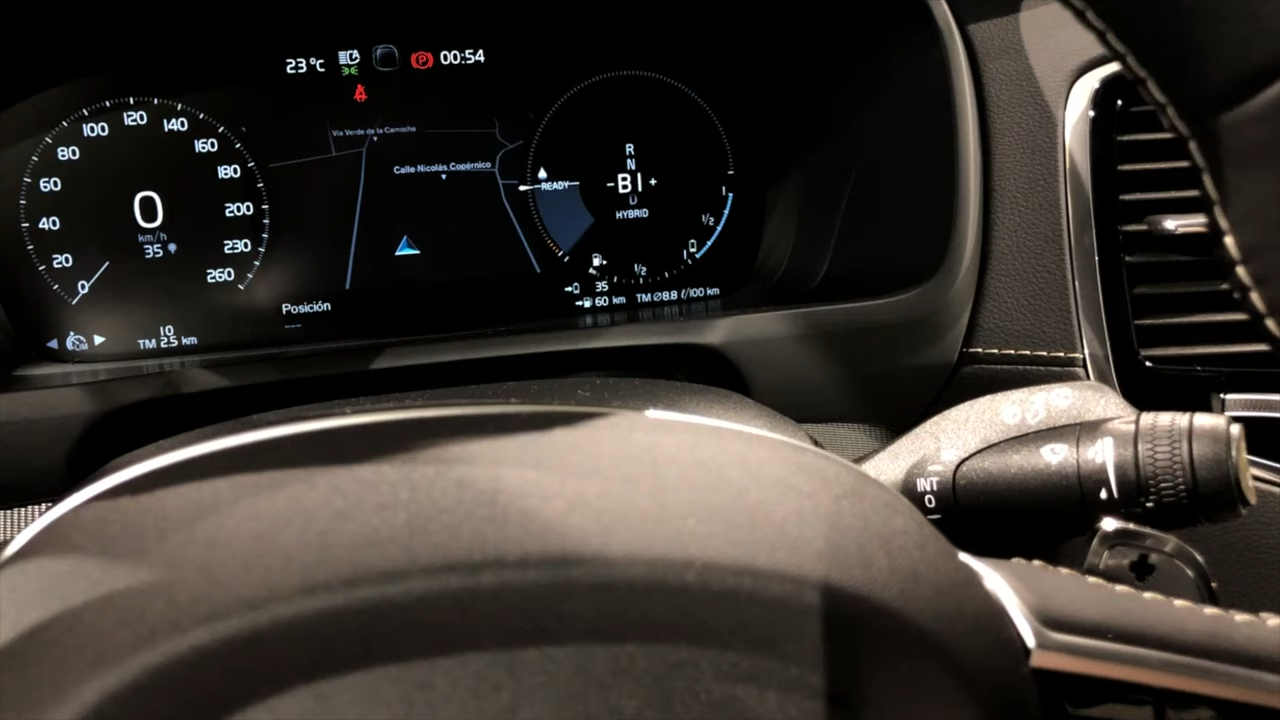 23 °C
00:54
0
20
40
60
80
100
120
140
160
180
200
230
260
0
km/h
35
10
TM 2.5 km
LIM
Vía Verde de la Camocha
Calle Nicolás Copérnico
Posición
---
READY
R
N
-B1+
D
HYBRID
1/2
1
1/2
35
60 km
TM Ø8.8 ℓ/100 km
INT
0